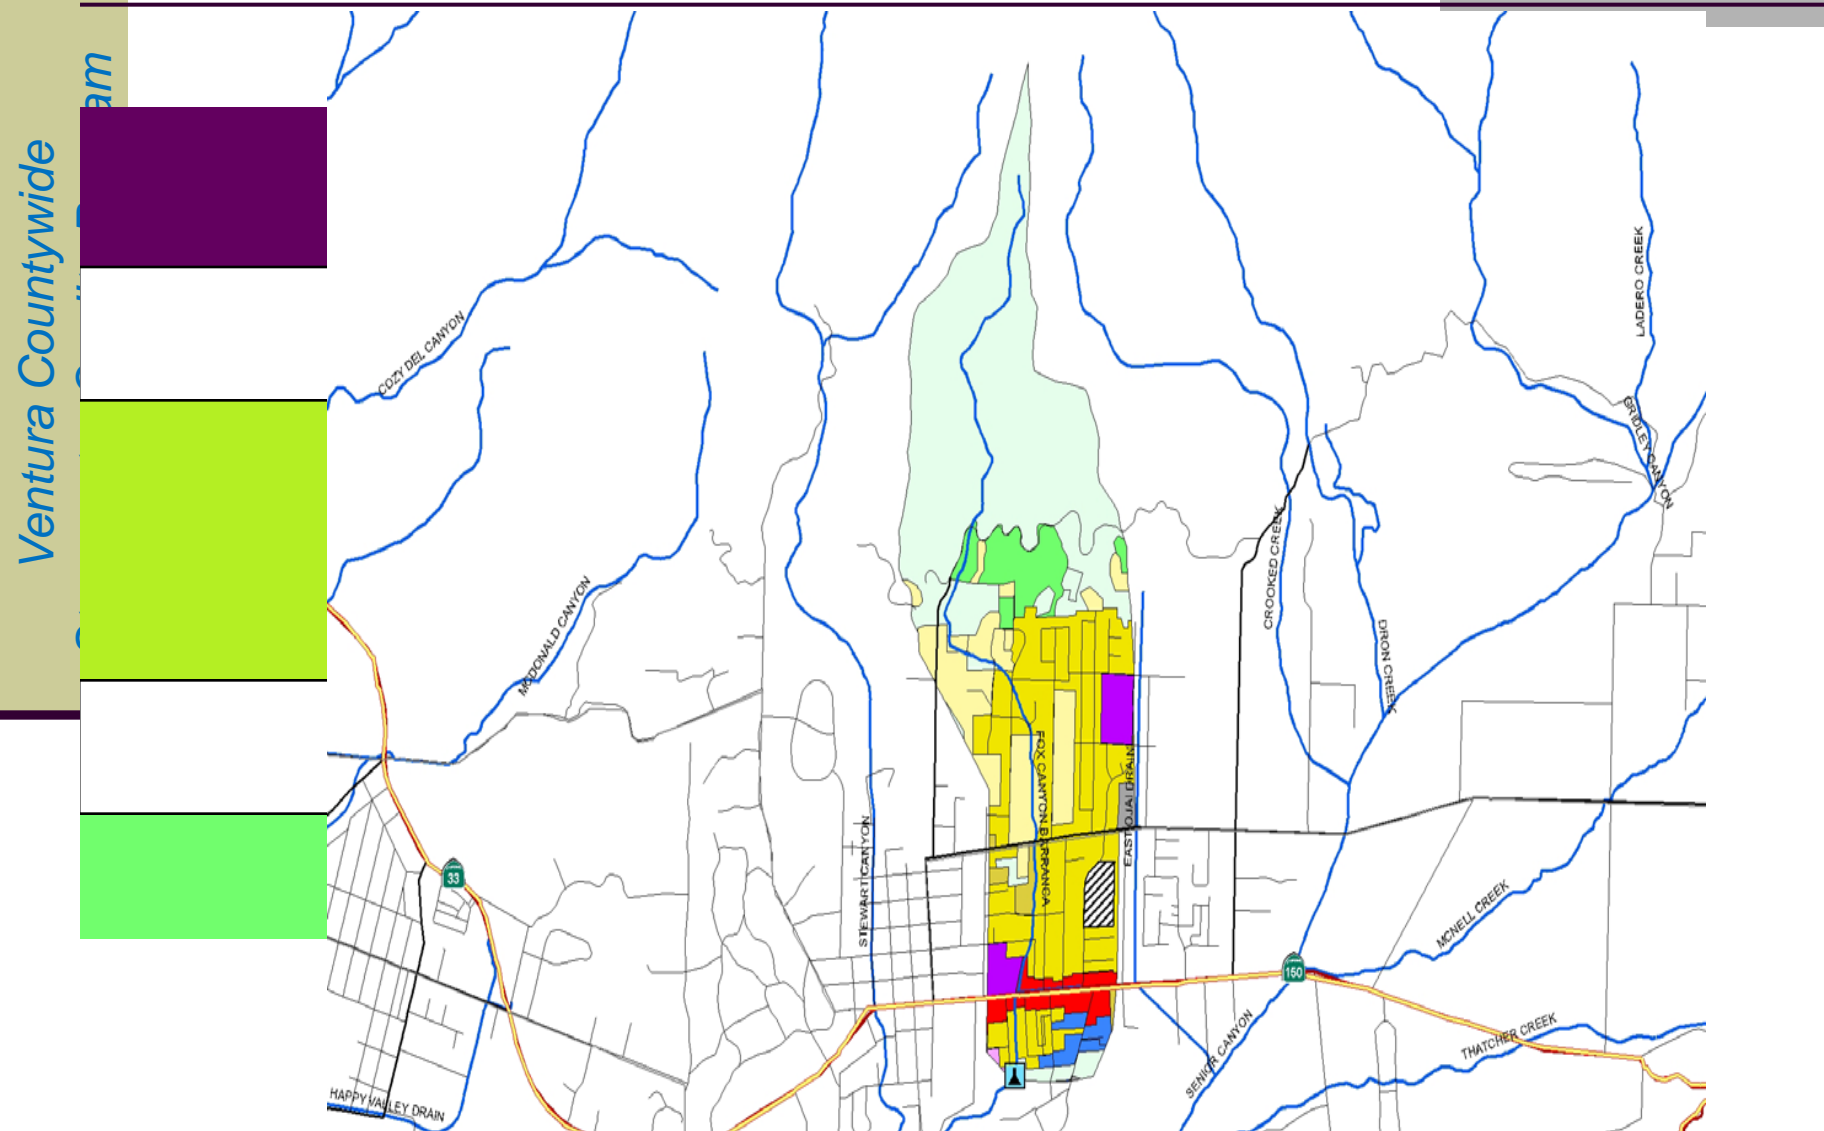 Ventura Countywide
am
LADERO CREEK
COZY DEL CANYON
GRIDLEY CANYON
CROOKED CREEK
MCDONALD CANYON
DRON CREEK
FOX CANYON BARRANCA
EAST OJAI DRAIN
STEWART CANYON
33
MCNELL CREEK
150
SENIOR CANYON
THATCHER CREEK
HAPPY VALLEY DRAIN